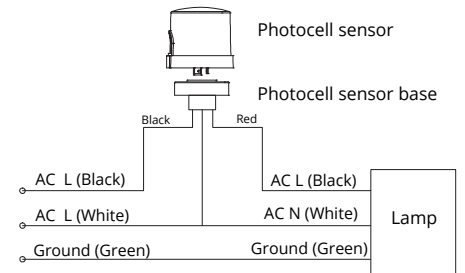 Photocell sensor
Photocell sensor base
Black
Red
AC L (Black)
AC L (Black)
AC L (White)
AC N (White)
Lamp
Ground (Green)
Ground (Green)